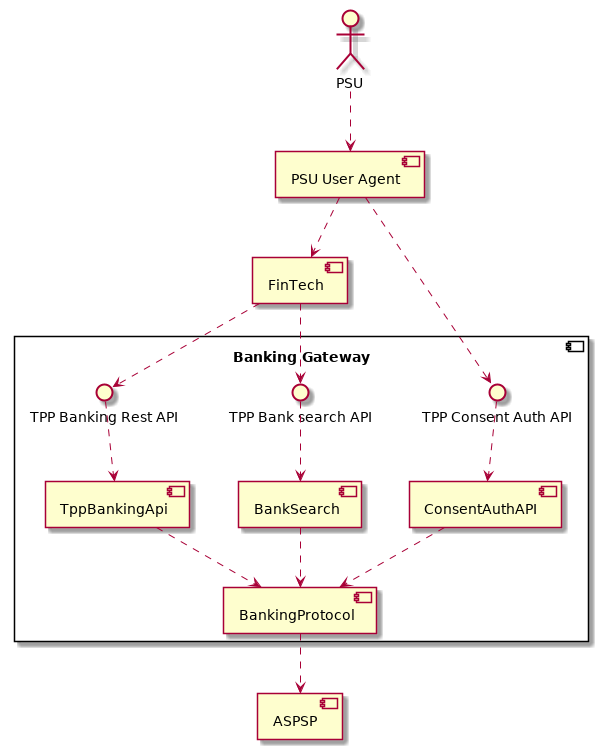 PSU
PSU User Agent
FinTech
Banking Gateway
TPP Banking Rest API
TPP Bank search API
TPP Consent Auth API
TppBankingApi
BankSearch
ConsentAuthAPI
BankingProtocol
ASPSP